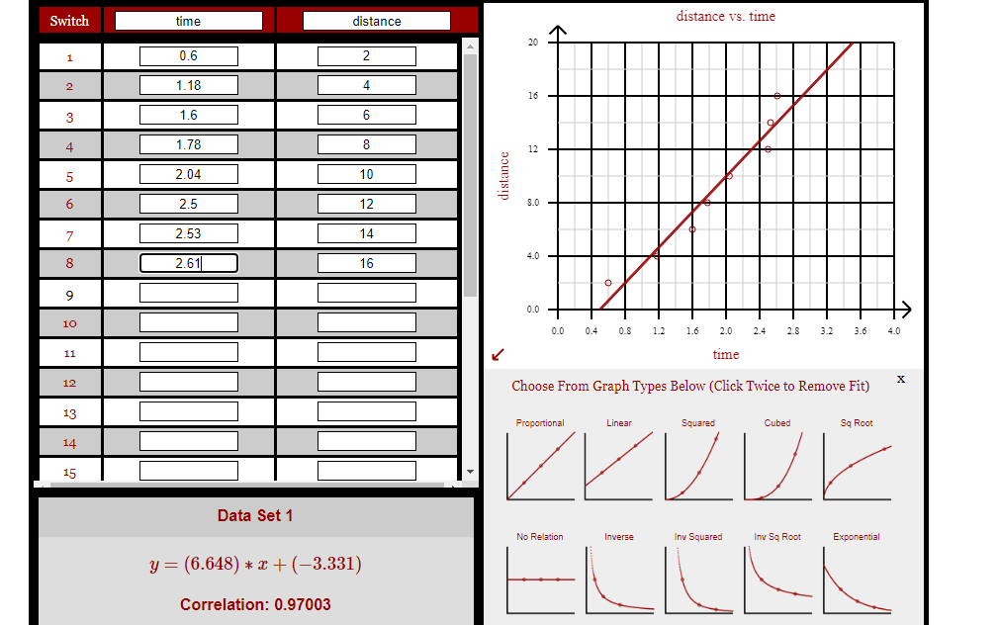 Switch time distance
1 0.6 2
2 1.18 4
3 1.6 6
4 1.78 8
5 2.04 10
6 2.5 12
7 2.53 14
8 2.61 16
9
10
11
12
13
14
15
Data Set 1
y = (6.648) ∗ x + (−3.331)
Correlation: 0.97003
distance vs. time
20
16
12
8.0
4.0
0.0
distance
0.0 0.4 0.8 1.2 1.6 2.0 2.4 2.8 3.2 3.6 4.0
time
x
Choose From Graph Types Below (Click Twice to Remove Fit)
Proportional Linear Squared Cubed Sq Root
No Relation Inverse Inv Squared Inv Sq Root Exponential